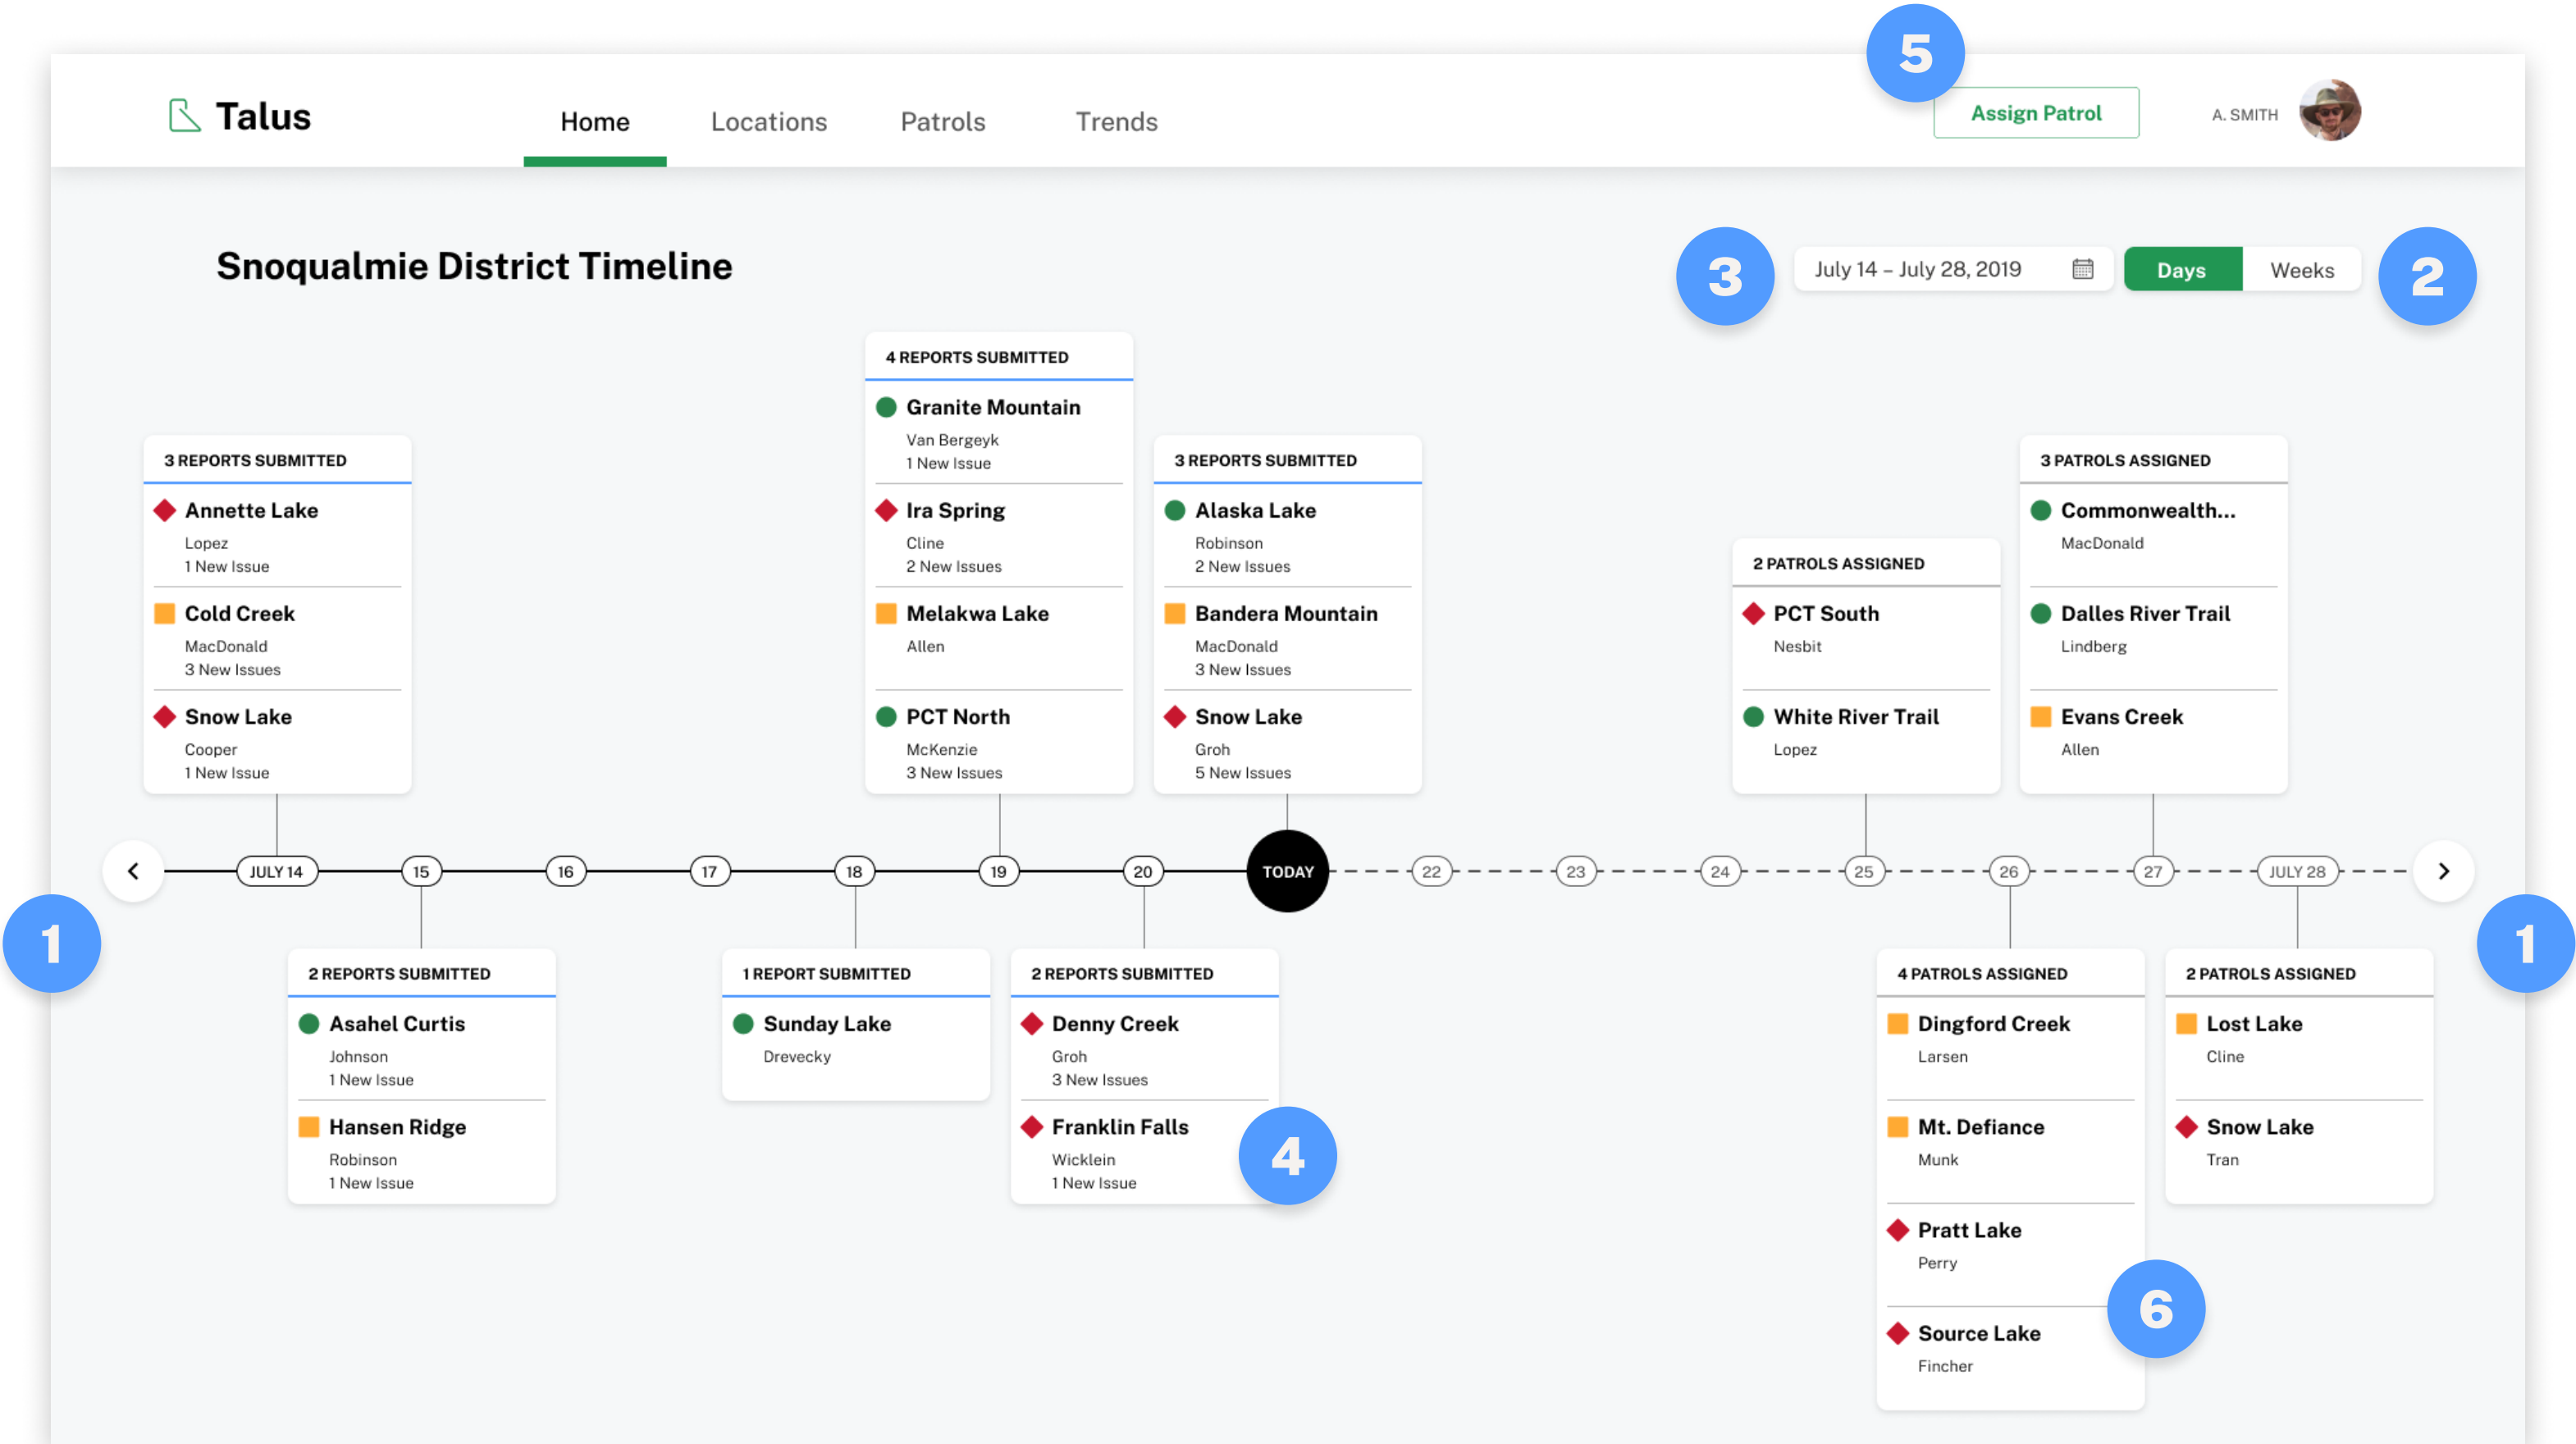 5
Talus
Home
Locations
Patrols
Trends
Assign Patrol
A. SMITH
Snoqualmie District Timeline
3
July 14 – July 28, 2019
Days
Weeks
2
3 REPORTS SUBMITTED
Annette Lake
Lopez
1 New Issue
Cold Creek
MacDonald
3 New Issues
Snow Lake
Cooper
1 New Issue
4 REPORTS SUBMITTED
Granite Mountain
Van Bergeyk
1 New Issue
Ira Spring
Cline
2 New Issues
Melakwa Lake
Allen
PCT North
McKenzie
3 New Issues
3 REPORTS SUBMITTED
Alaska Lake
Robinson
2 New Issues
Bandera Mountain
MacDonald
3 New Issues
Snow Lake
Groh
5 New Issues
2 PATROLS ASSIGNED
PCT South
Nesbit
White River Trail
Lopez
3 PATROLS ASSIGNED
Commonwealth...
MacDonald
Dalles River Trail
Lindberg
Evans Creek
Allen
JULY 14
15
16
17
18
19
20
TODAY
22
23
24
25
26
27
JULY 28
1
1
2 REPORTS SUBMITTED
Asahel Curtis
Johnson
1 New Issue
Hansen Ridge
Robinson
1 New Issue
1 REPORT SUBMITTED
Sunday Lake
Drevecky
2 REPORTS SUBMITTED
Denny Creek
Groh
3 New Issues
Franklin Falls
Wicklein
1 New Issue
4
4 PATROLS ASSIGNED
Dingford Creek
Larsen
Mt. Defiance
Munk
Pratt Lake
Perry
Source Lake
Fincher
6
2 PATROLS ASSIGNED
Lost Lake
Cline
Snow Lake
Tran